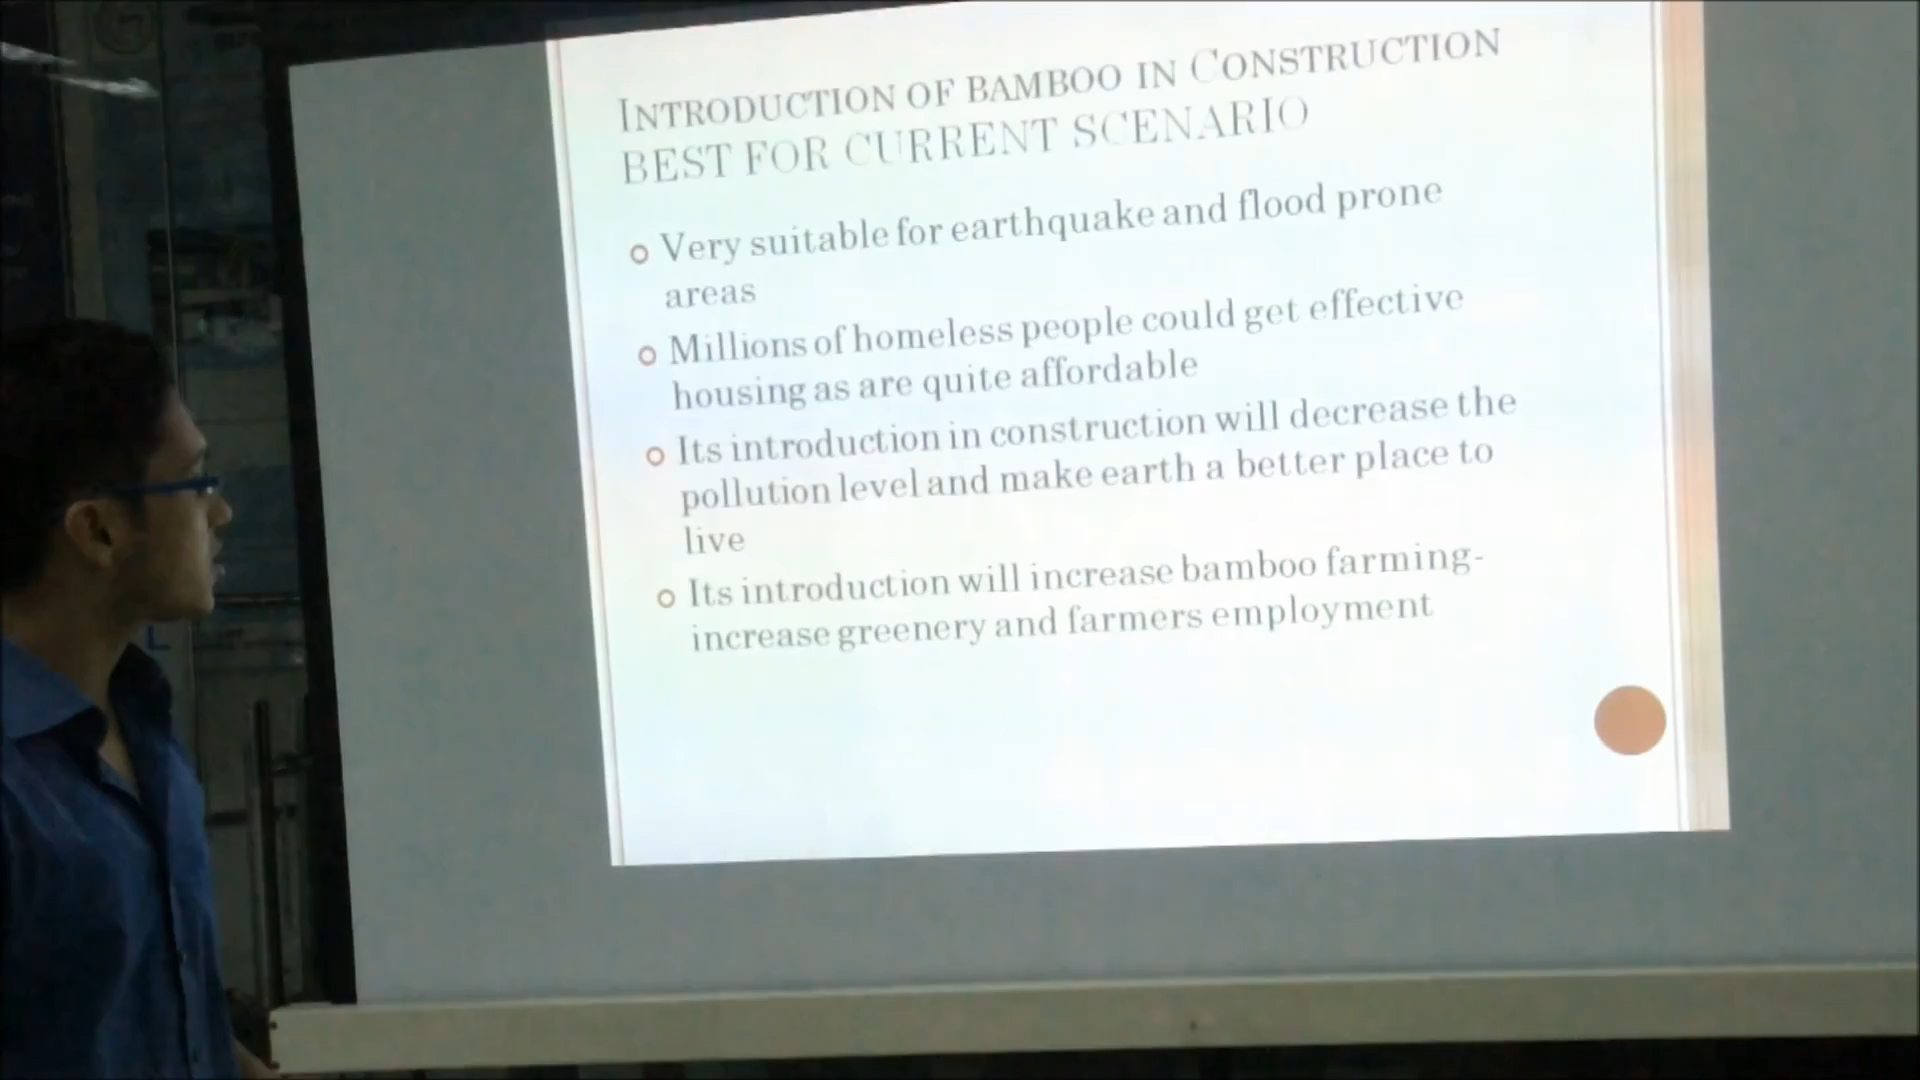 INTRODUCTION OF BAMBOO IN CONSTRUCTION
BEST FOR CURRENT SCENARIO
Very suitable for earthquake and flood prone
areas
Millions of homeless people could get effective
housing as are quite affordable
Its introduction in construction will decrease the
pollution level and make earth a better place to
live
Its introduction will increase bamboo farming-
increase greenery and farmers employment